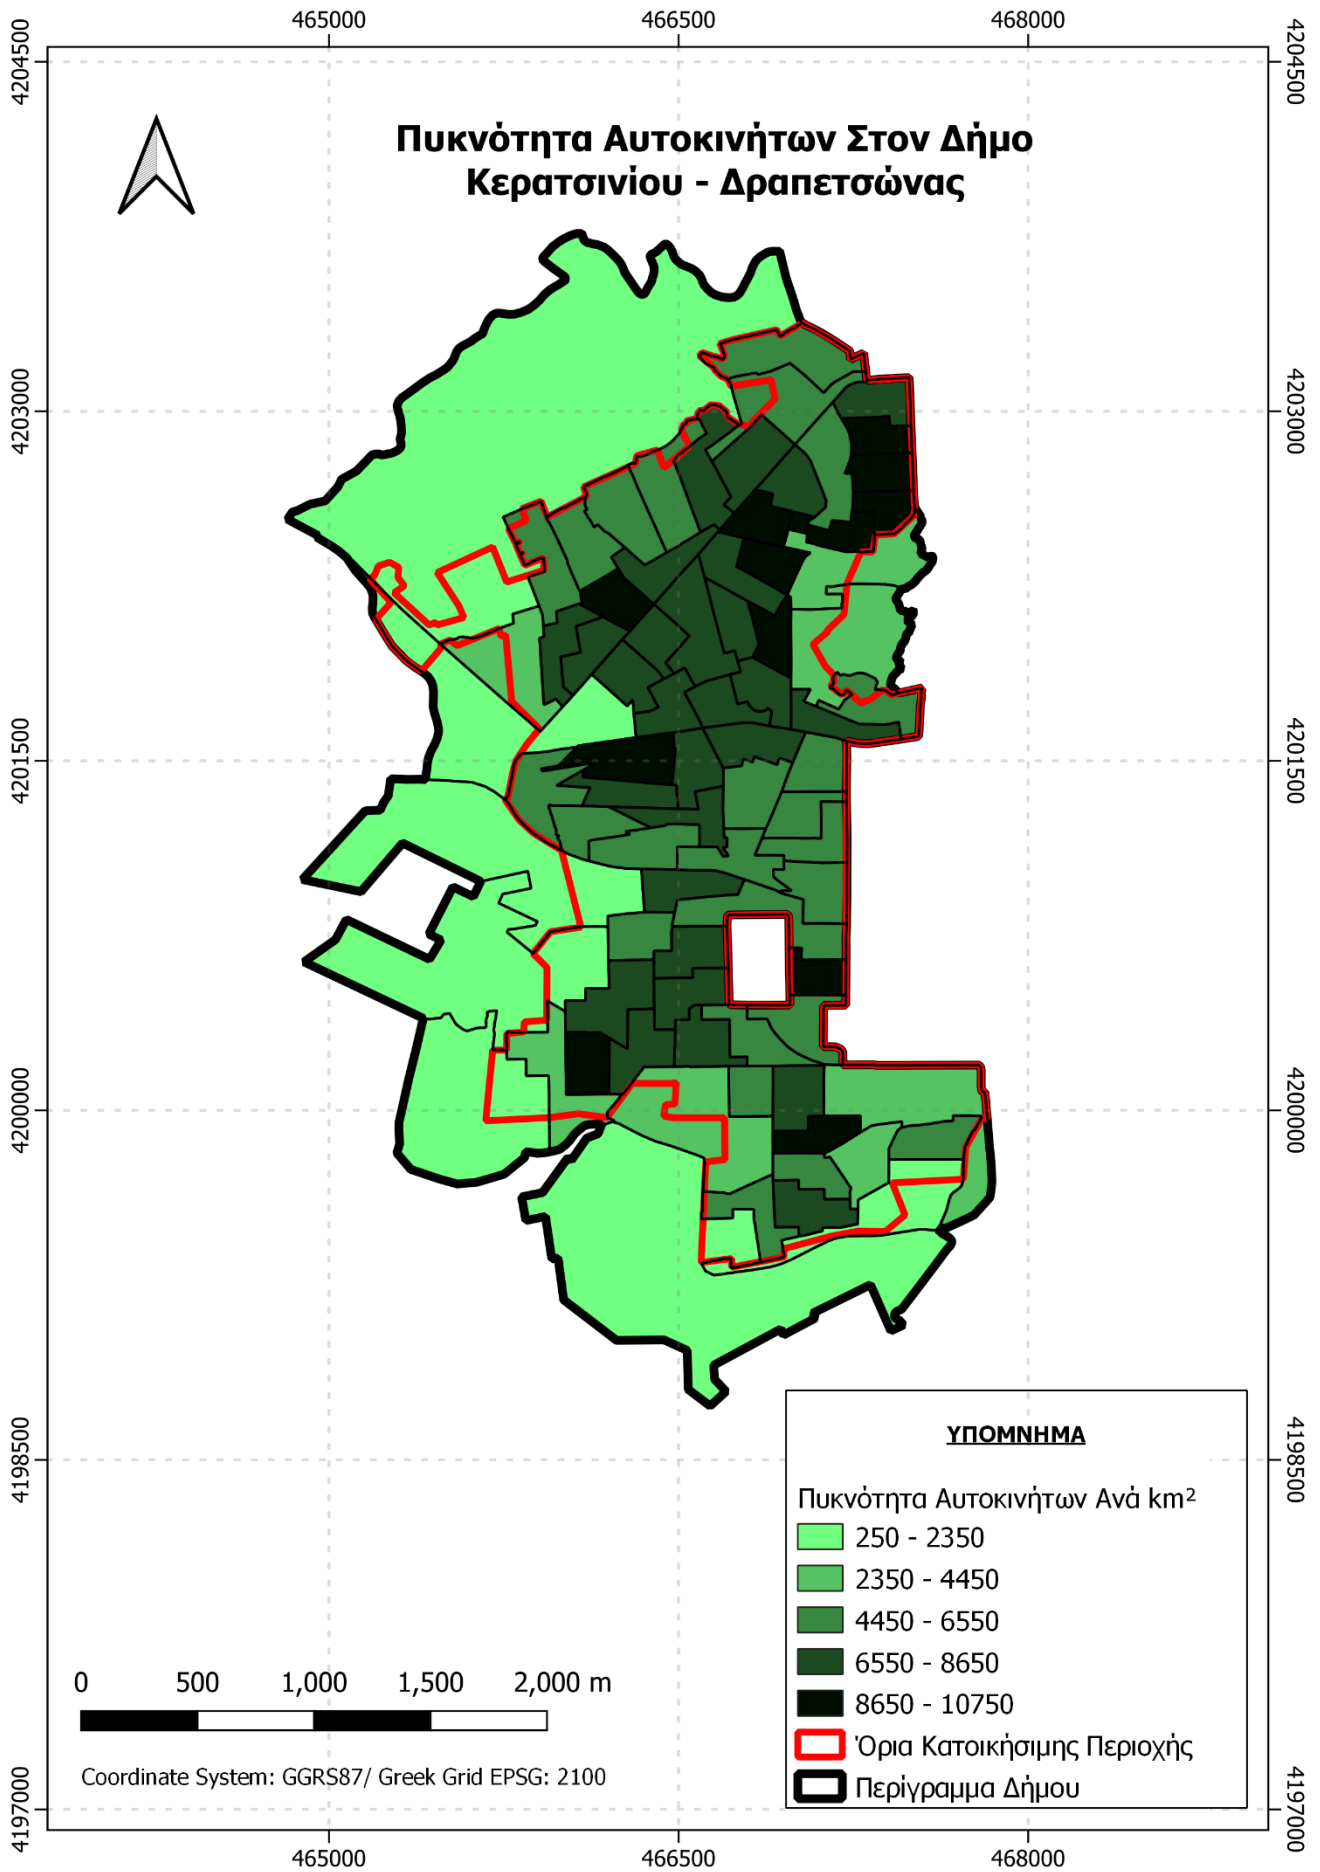 465000 466500 468000
4204500 4204500
Πυκνότητα Αυτοκινήτων Στον Δήμο
Κερατσινίου - Δραπετσώνας
4203000 4203000
4201500 4201500
4200000 4200000
4198500 4198500
ΥΠΟΜΝΗΜΑ
Πυκνότητα Αυτοκινήτων Ανά km²
250 - 2350
2350 - 4450
4450 - 6550
6550 - 8650
8650 - 10750
Όρια Κατοικήσιμης Περιοχής
Περίγραμμα Δήμου
0 500 1,000 1,500 2,000 m
Coordinate System: GGRS87/ Greek Grid EPSG: 2100
4197000 4197000
465000 466500 468000